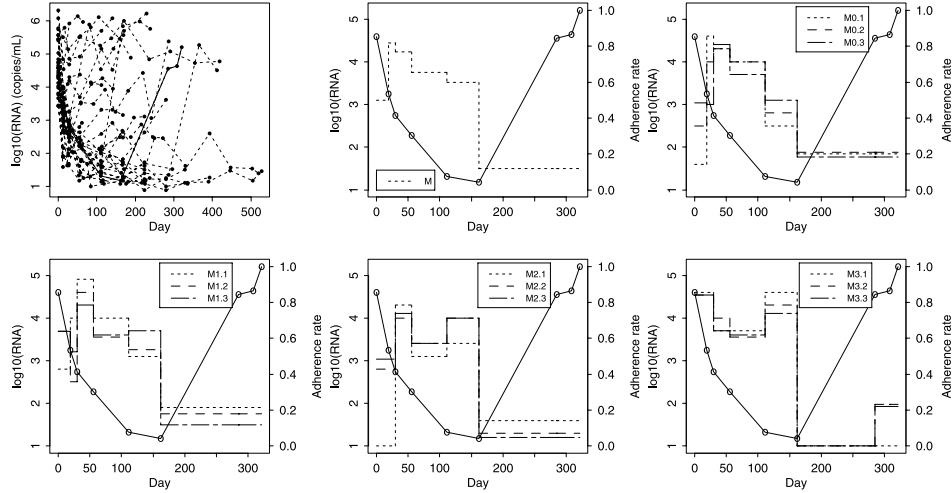 log10(RNA) (copies/mL)
6
5
4
3
2
1
0 100 200 300 400 500
Day
log10(RNA)
5
4
3
2
1
M
0 50 100 200 300
Day
1.0
0.8
0.6
0.4
0.2
0.0
Adherence rate
log10(RNA)
5
4
3
2
1
M0.1
M0.2
M0.3
0 50 100 200 300
Day
1.0
0.8
0.6
0.4
0.2
0.0
Adherence rate
log10(RNA)
5
4
3
2
1
M1.1
M1.2
M1.3
0 50 100 200 300
Day
1.0
0.8
0.6
0.4
0.2
0.0
Adherence rate
log10(RNA)
5
4
3
2
1
M2.1
M2.2
M2.3
0 50 100 200 300
Day
1.0
0.8
0.6
0.4
0.2
0.0
Adherence rate
log10(RNA)
5
4
3
2
1
M3.1
M3.2
M3.3
0 50 100 200 300
Day
1.0
0.8
0.6
0.4
0.2
0.0
Adherence rate